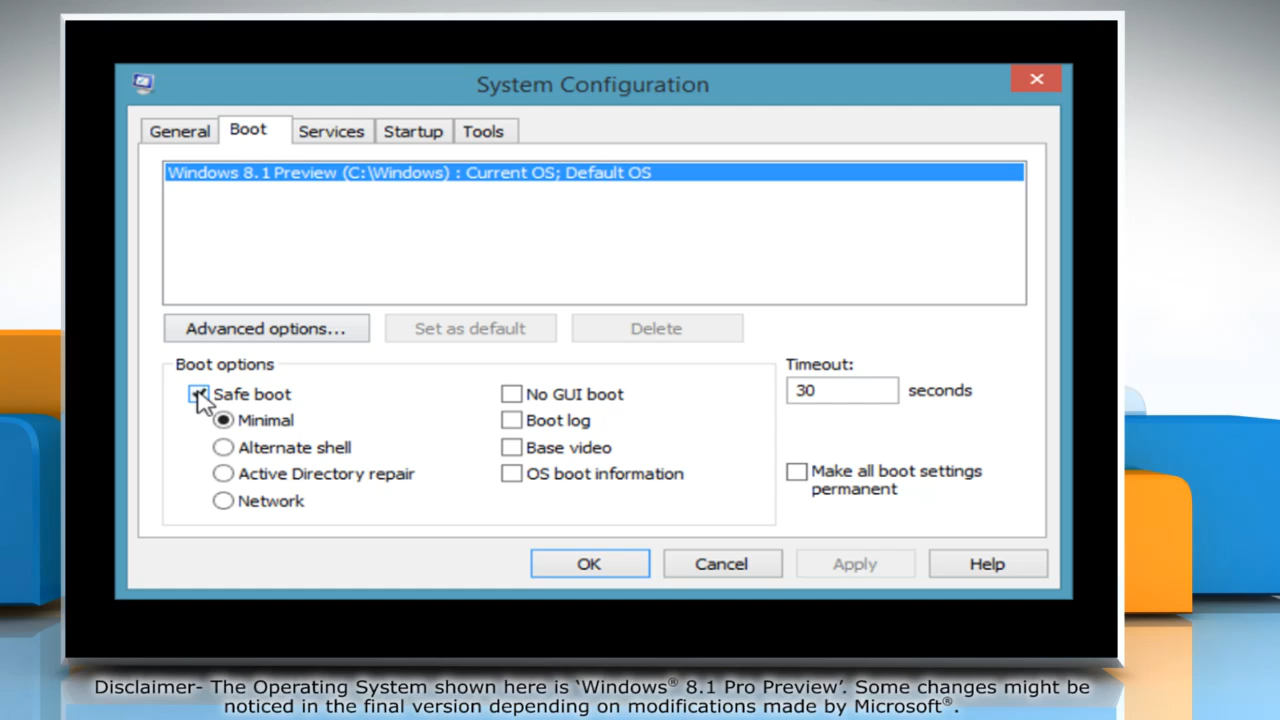 System Configuration
General Boot Services Startup Tools
Windows 8.1 Preview (C:\Windows) : Current OS; Default OS
Advanced options... Set as default Delete
Boot options
Safe boot
Minimal
Alternate shell
Active Directory repair
Network
No GUI boot
Boot log
Base video
OS boot information
Timeout:
30 seconds
Make all boot settings
permanent
OK Cancel Apply Help
Disclaimer- The Operating System shown here is ‘Windows® 8.1 Pro Preview’. Some changes might be
noticed in the final version depending on modifications made by Microsoft®.